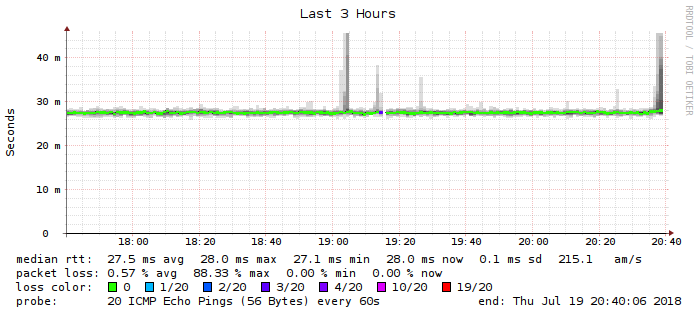 Last 3 Hours
RRDTOOL / TOBI OETIKER
Seconds
40 m
30 m
20 m
10 m
0
18:00 18:20 18:40 19:00 19:20 19:40 20:00 20:20 20:40
median rtt: 27.5 ms avg 28.0 ms max 27.1 ms min 28.0 ms now 0.1 ms sd 215.1 am/s
packet loss: 0.57 % avg 88.33 % max 0.00 % min 0.00 % now
loss color: 0 1/20 2/20 3/20 4/20 10/20 19/20
probe: 20 ICMP Echo Pings (56 Bytes) every 60s end: Thu Jul 19 20:40:06 2018